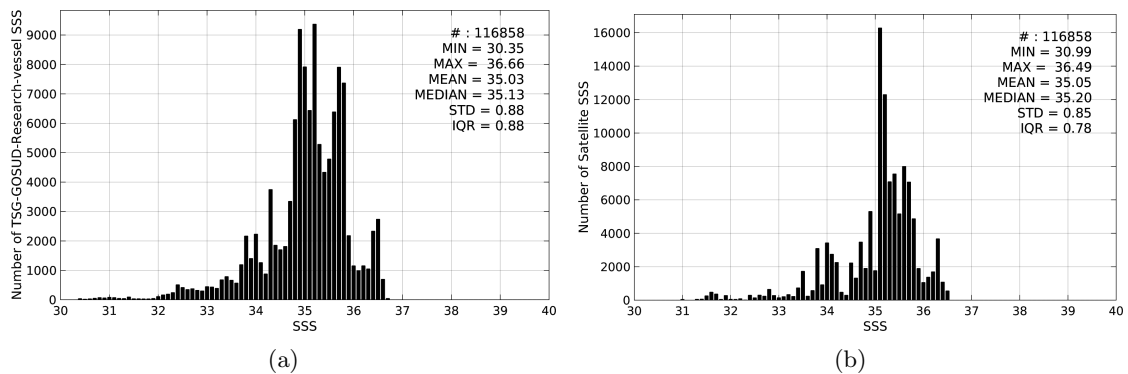 Number of TSG-GOSUD-Research-vessel SSS
9000
8000
7000
6000
5000
4000
3000
2000
1000
0
# : 116858
MIN = 30.35
MAX = 36.66
MEAN = 35.03
MEDIAN = 35.13
STD = 0.88
IQR = 0.88
30 31 32 33 34 35 36 37 38 39 40
SSS
(a)
Number of Satellite SSS
16000
14000
12000
10000
8000
6000
4000
2000
0
# : 116858
MIN = 30.99
MAX = 36.49
MEAN = 35.05
MEDIAN = 35.20
STD = 0.85
IQR = 0.78
30 31 32 33 34 35 36 37 38 39 40
SSS
(b)